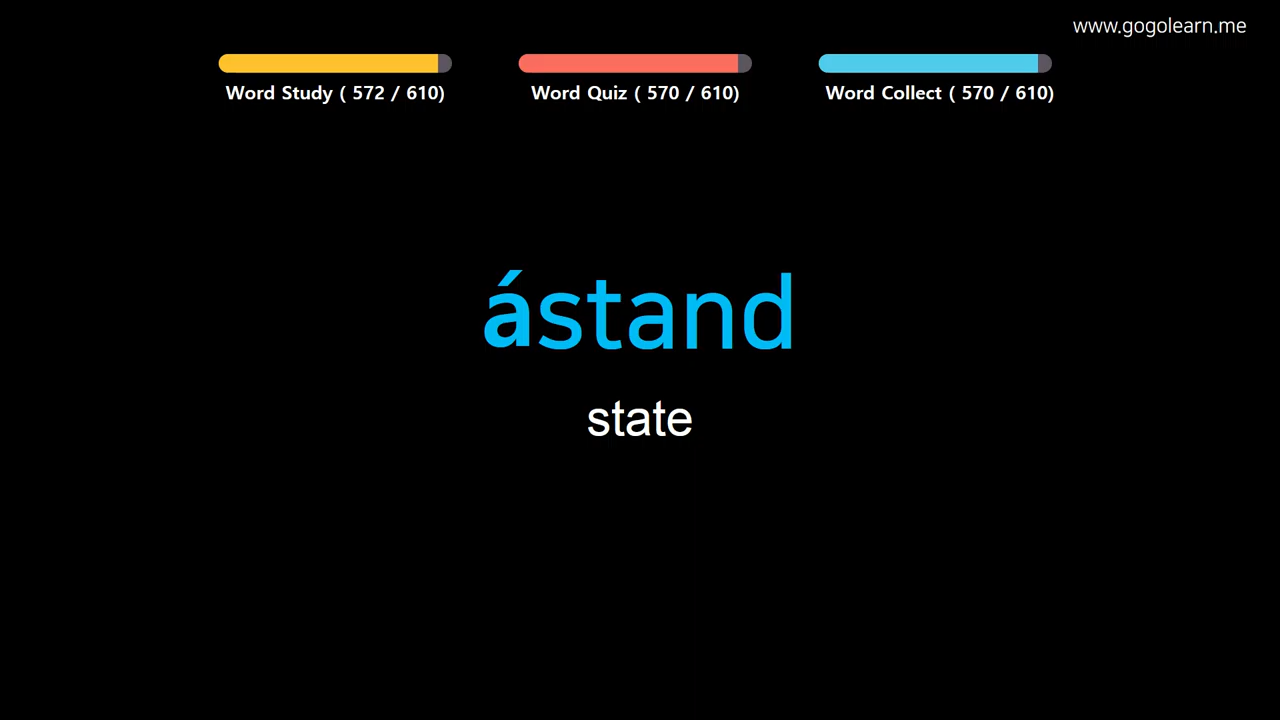 www.gogolearn.me
Word Study ( 572 / 610)
Word Quiz ( 570 / 610)
Word Collect ( 570 / 610)
ástand
state